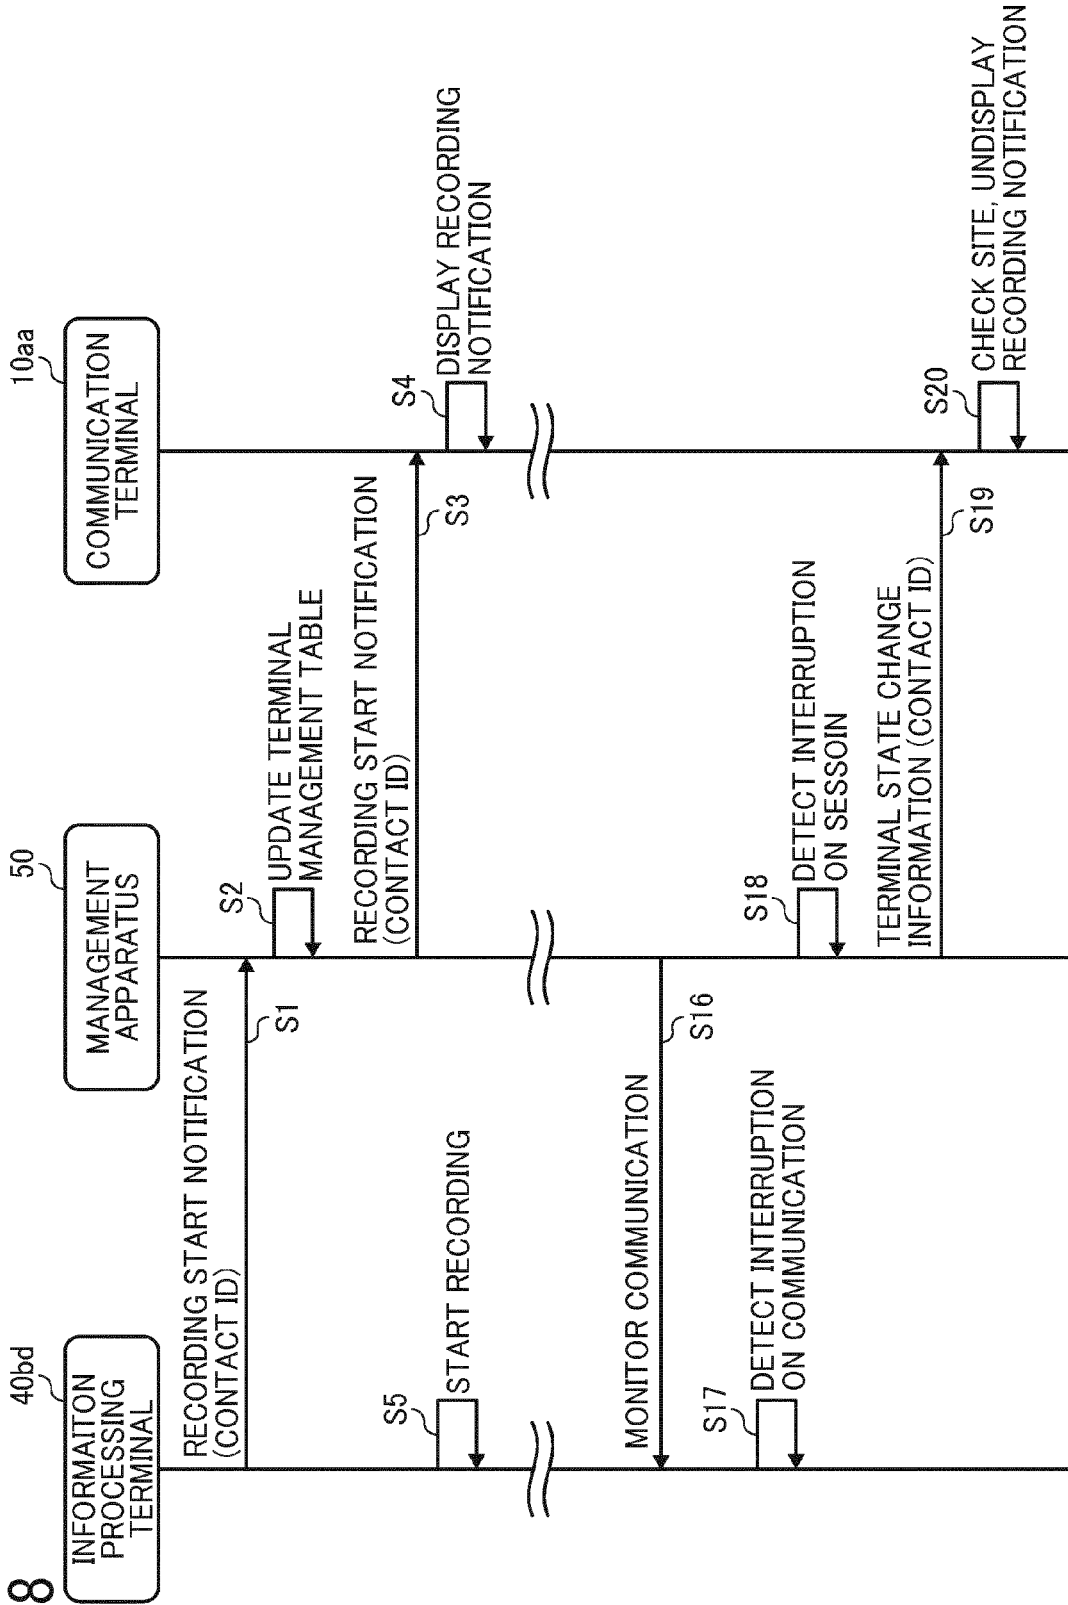 8
40bd
INFORMAITON
PROCESSING
TERMINAL
50
MANAGEMENT
APPARATUS
10aa
COMMUNICATION
TERMINAL
RECORDING START NOTIFICATION
(CONTACT ID)
S1
S2
UPDATE TERMINAL
MANAGEMENT TABLE
RECORDING START NOTIFICATION
(CONTACT ID)
S3
S4
DISPLAY RECORDING
NOTIFICATION
S5
START RECORDING
MONITOR COMMUNICATION
S16
S17
DETECT INTERRUPTION
ON COMMUNICATION
S18
DETECT INTERRUPTION
ON SESSOIN
TERMINAL STATE CHANGE
INFORMATION (CONTACT ID)
S19
S20
CHECK SITE, UNDISPLAY
RECORDING NOTIFICATION